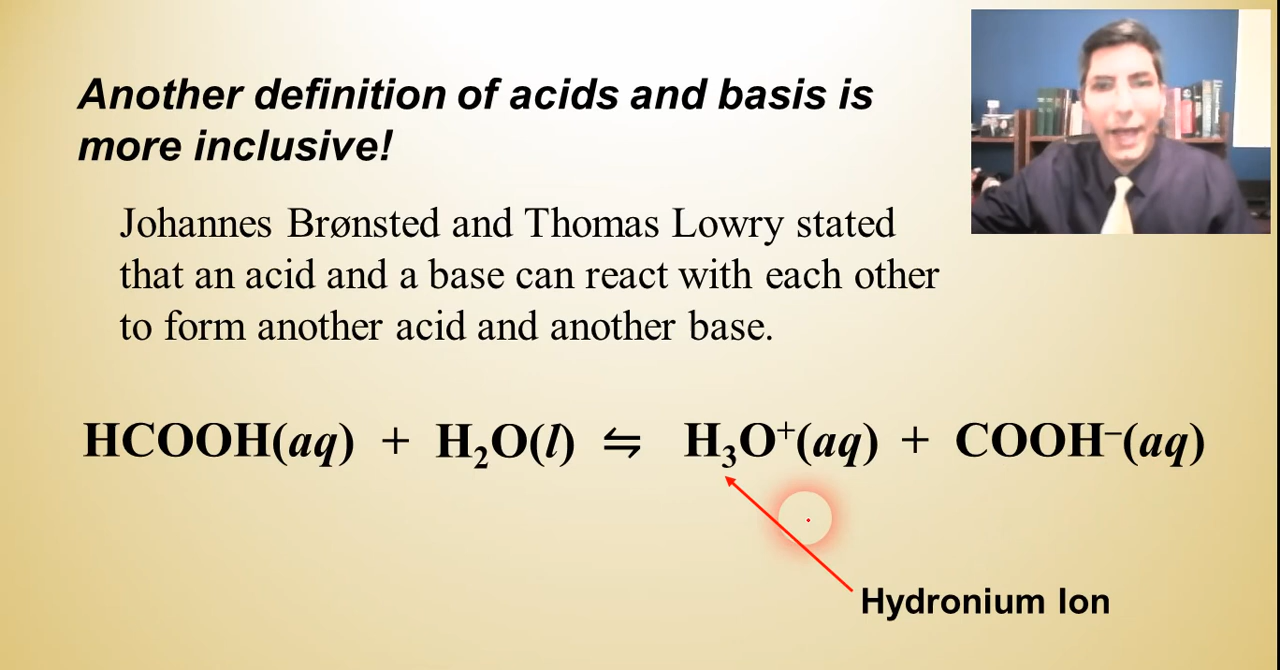 Another definition of acids and basis is
more inclusive!
Johannes Brønsted and Thomas Lowry stated
that an acid and a base can react with each other
to form another acid and another base.
HCOOH(aq) + H₂O(l) ⇋ H₃O⁺(aq) + COOH⁻(aq)
Hydronium Ion